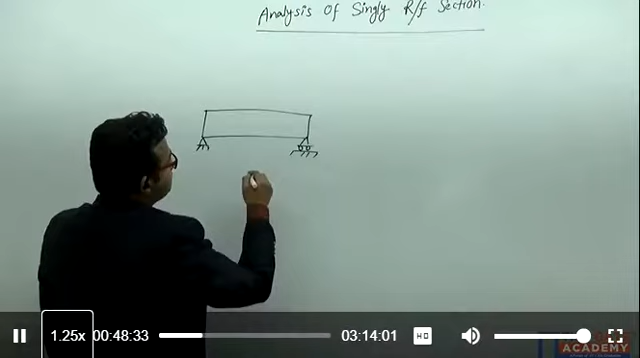 Analysis Of Singly R/f Section.
1.25x 00:48:33 03:14:01 HD
ACADEMY